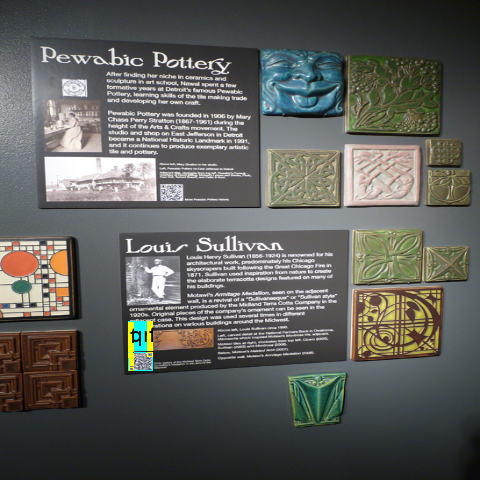 Pewabic Pottery
After finding her niche in ceramics and
sculpture in art school, Nawal spent a few
formative years at Detroit's famous Pewabic
Pottery, learning skills of the tile making trade
and developing her own craft.
Pewabic Pottery was founded in 1906 by Mary
Chase Perry Stratton (1867-1961) during the
height of the Arts & Crafts movement. The
studio and shop on East Jefferson in Detroit
became a National Historic Landmark in 1991,
and it continues to produce exemplary artistic
tile and pottery.
Louis Sullivan
Louis Henry Sullivan (1856-1924) is renowned for his
architectural work, predominately his Chicago
skyscrapers built following the Great Chicago Fire in
1871. Sullivan used inspiration from nature to create
the elaborate terracotta designs featured on many of
his buildings.
Motawi's Armitage Medallion, seen on the adjacent
wall, is a revival of a "Sullivanesque" or "Sullivan style"
ornamental element produced by the Midland Terra Cotta Company in the
1920s. Original pieces of the company's ornament can be seen in the
adjacent case. This design was used several times in different
on various buildings around the Midwest.
Above left, Louis Sullivan circa 1890.